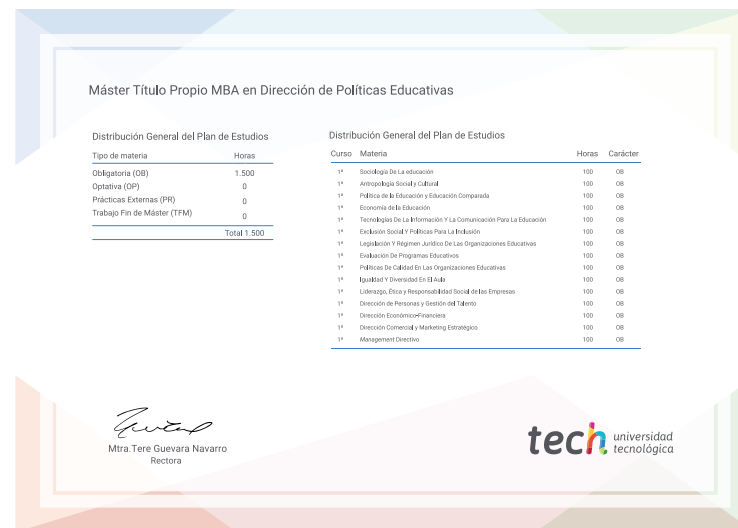 Máster Título Propio MBA en Dirección de Políticas Educativas
Distribución General del Plan de Estudios
Tipo de materia Horas
Obligatoria (OB) 1.500
Optativa (OP) 0
Prácticas Externas (PR) 0
Trabajo Fin de Máster (TFM) 0
Total 1.500
Distribución General del Plan de Estudios
Curso Materia Horas Carácter
1º Sociología De La educación 100 OB
1º Antropología Social y Cultural 100 OB
1º Política de la Educación y Educación Comparada 100 OB
1º Economía de la Educación 100 OB
1º Tecnologías De La Información Y La Comunicación Para La Educación 100 OB
1º Exclusión Social Y Políticas Para La Inclusión 100 OB
1º Legislación Y Régimen Jurídico De Las Organizaciones Educativas 100 OB
1º Evaluación De Programas Educativos 100 OB
1º Políticas De Calidad En Las Organizaciones Educativas 100 OB
1º Igualdad Y Diversidad En El Aula 100 OB
1º Liderazgo, Ética y Responsabilidad Social de las Empresas 100 OB
1º Dirección de Personas y Gestión del Talento 100 OB
1º Dirección Económico-Financiera 100 OB
1º Dirección Comercial y Marketing Estratégico 100 OB
1º Management Directivo 100 OB
Mtra.Tere Guevara Navarro
Rectora
tech universidad
tecnológica